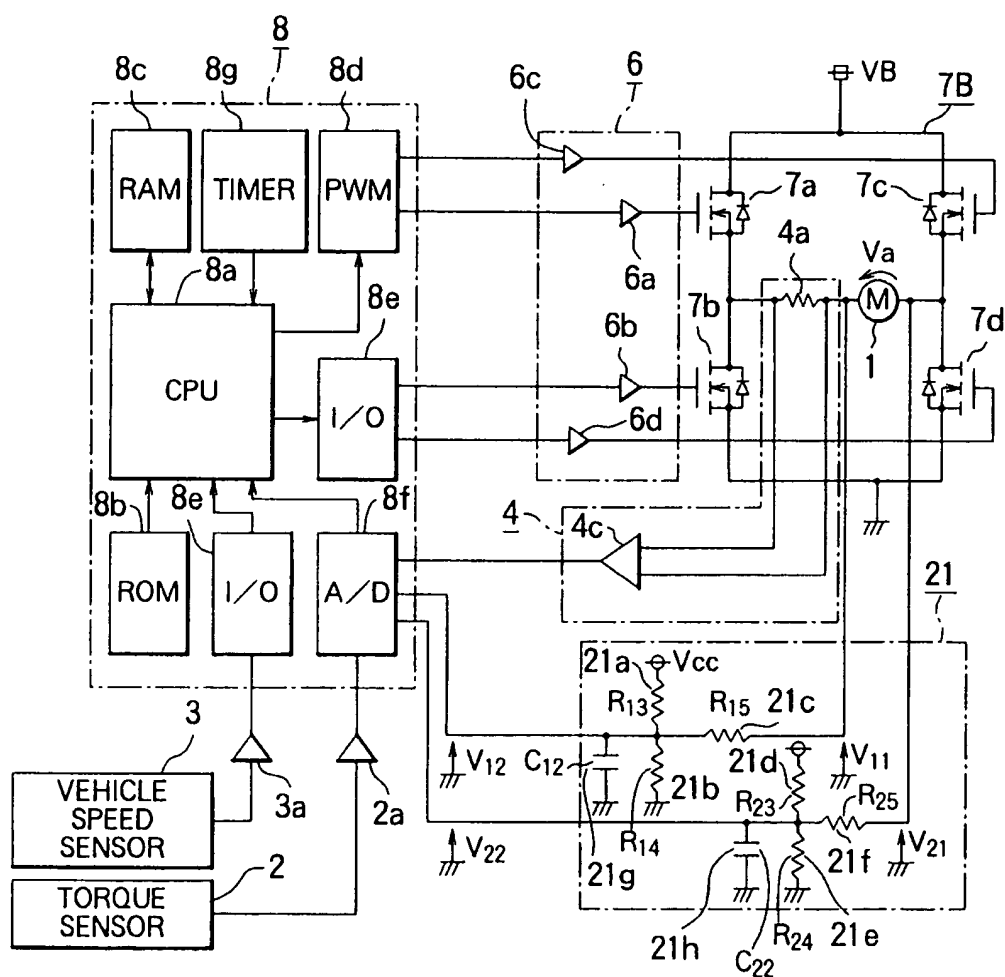 8
8c
8g
8d
6c
6
VB
7B
RAM
TIMER
PWM
7a
7c
8a
6a
4a
Va
8e
M
7b
1
7d
6b
CPU
I/O
6d
8b
8e
8f
4
4c
ROM
I/O
A/D
21
21a
Vcc
R13
R15
21c
3
V12
C12
21d
V11
VEHICLE
SPEED
SENSOR
3a
2a
21b
R23
R25
V22
R14
21f
V21
2
21g
TORQUE
SENSOR
21h
C22
R24
21e